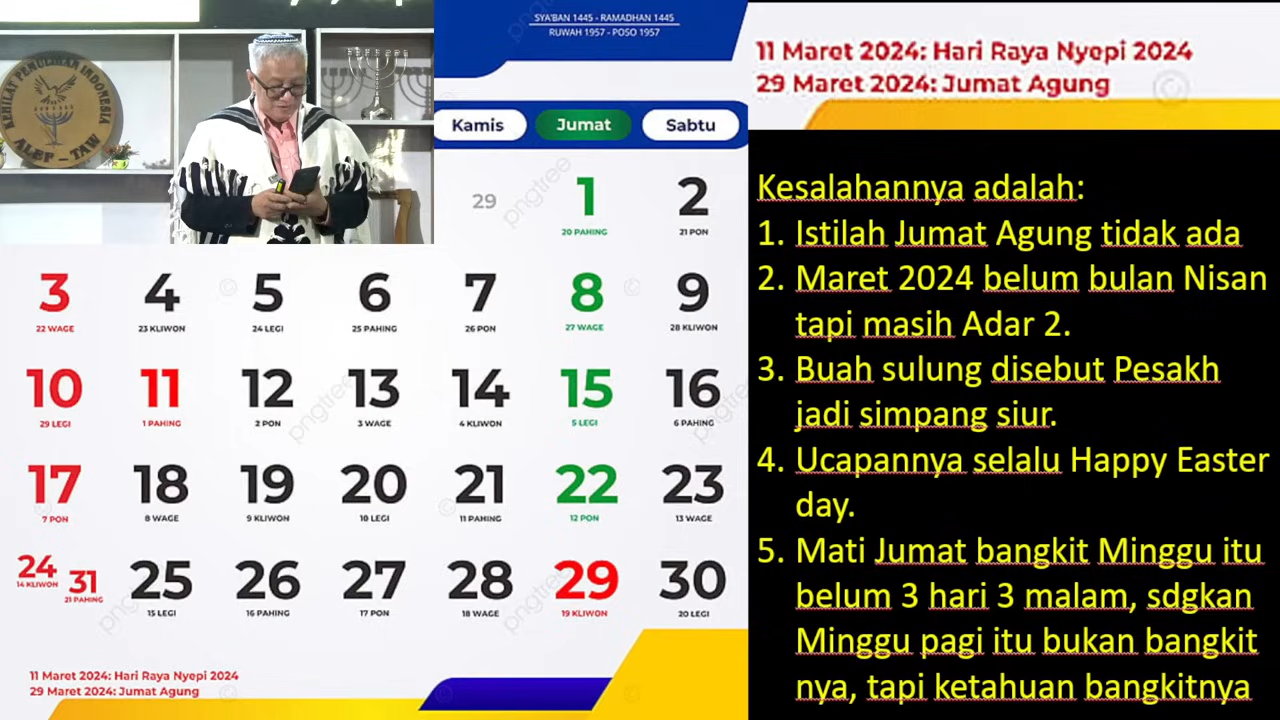 KEHILAT PEMULIHAN INDONESIA
ALEF - TAW
SYA'BAN 1445 - RAMADHAN 1445
RUWAH 1957 - POSO 1957
Kamis Jumat Sabtu
29 1 2
20 PAHING 21 PON
3 4 5 6 7 8 9
22 WAGE 23 KLIWON 24 LEGI 25 PAHING 26 PON 27 WAGE 28 KLIWON
10 11 12 13 14 15 16
29 LEGI 1 PAHING 2 PON 3 WAGE 4 KLIWON 5 LEGI 6 PAHING
17 18 19 20 21 22 23
7 PON 8 WAGE 9 KLIWON 10 LEGI 11 PAHING 12 PON 13 WAGE
24 31 25 26 27 28 29 30
14 KLIWON 21 PAHING 15 LEGI 16 PAHING 17 PON 18 WAGE 19 KLIWON 20 LEGI
11 Maret 2024: Hari Raya Nyepi 2024
29 Maret 2024: Jumat Agung
11 Maret 2024: Hari Raya Nyepi 2024
29 Maret 2024: Jumat Agung
Kesalahannya adalah:
1. Istilah Jumat Agung tidak ada
2. Maret 2024 belum bulan Nisan
tapi masih Adar 2.
3. Buah sulung disebut Pesakh
jadi simpang siur.
4. Ucapannya selalu Happy Easter
day.
5. Mati Jumat bangkit Minggu itu
belum 3 hari 3 malam, sdgkan
Minggu pagi itu bukan bangkit
nya, tapi ketahuan bangkitnya
pngtree
pngtree
pngtree
pngtree
pngtree